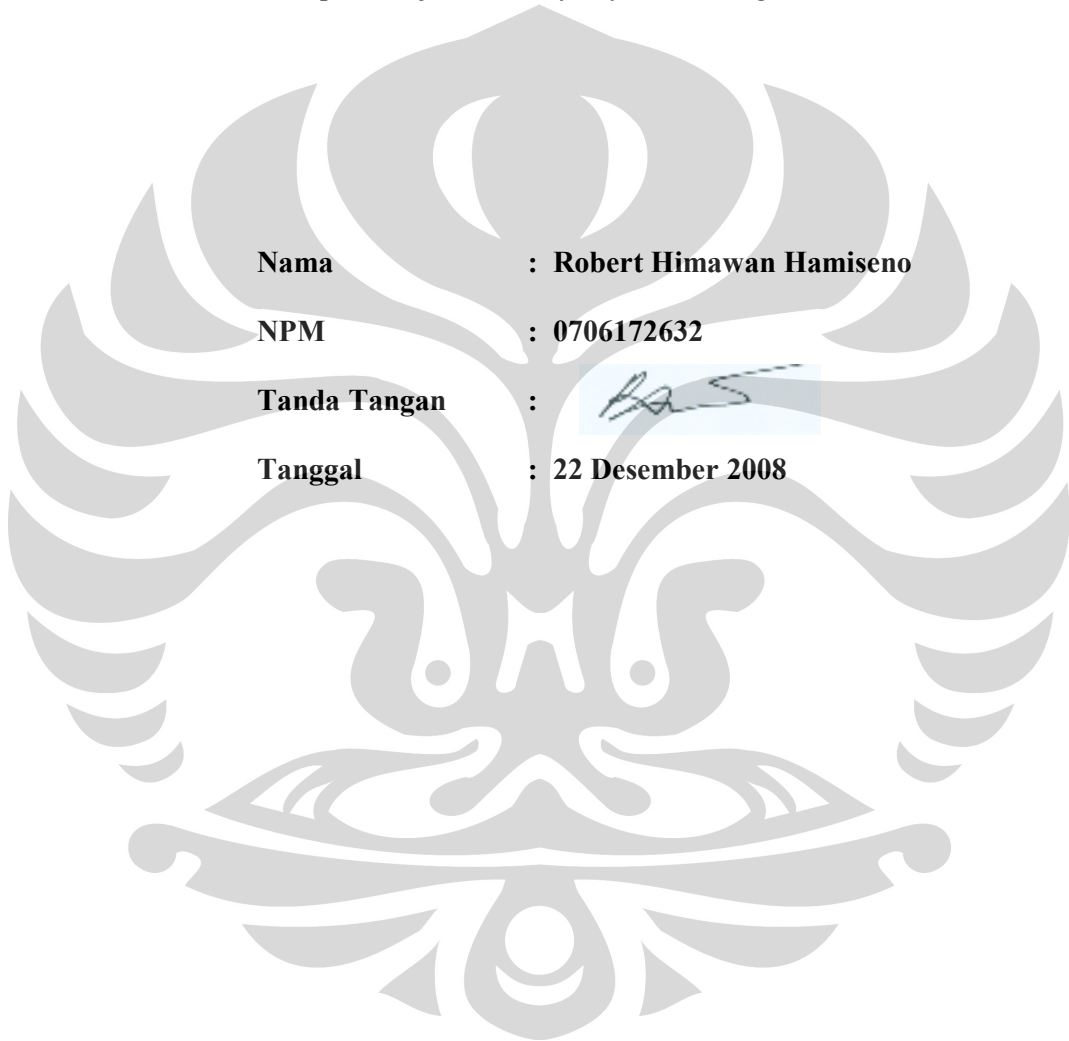 Nama : Robert Himawan Hamiseno
NPM : 0706172632
Tanda Tangan :
Tanggal : 22 Desember 2008